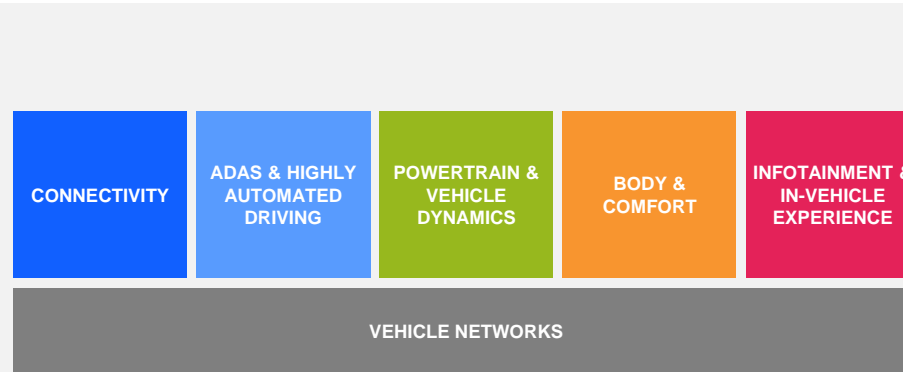 CONNECTIVITY
ADAS & HIGHLY
AUTOMATED
DRIVING
POWERTRAIN &
VEHICLE
DYNAMICS
BODY &
COMFORT
INFOTAINMENT &
IN-VEHICLE
EXPERIENCE
VEHICLE NETWORKS